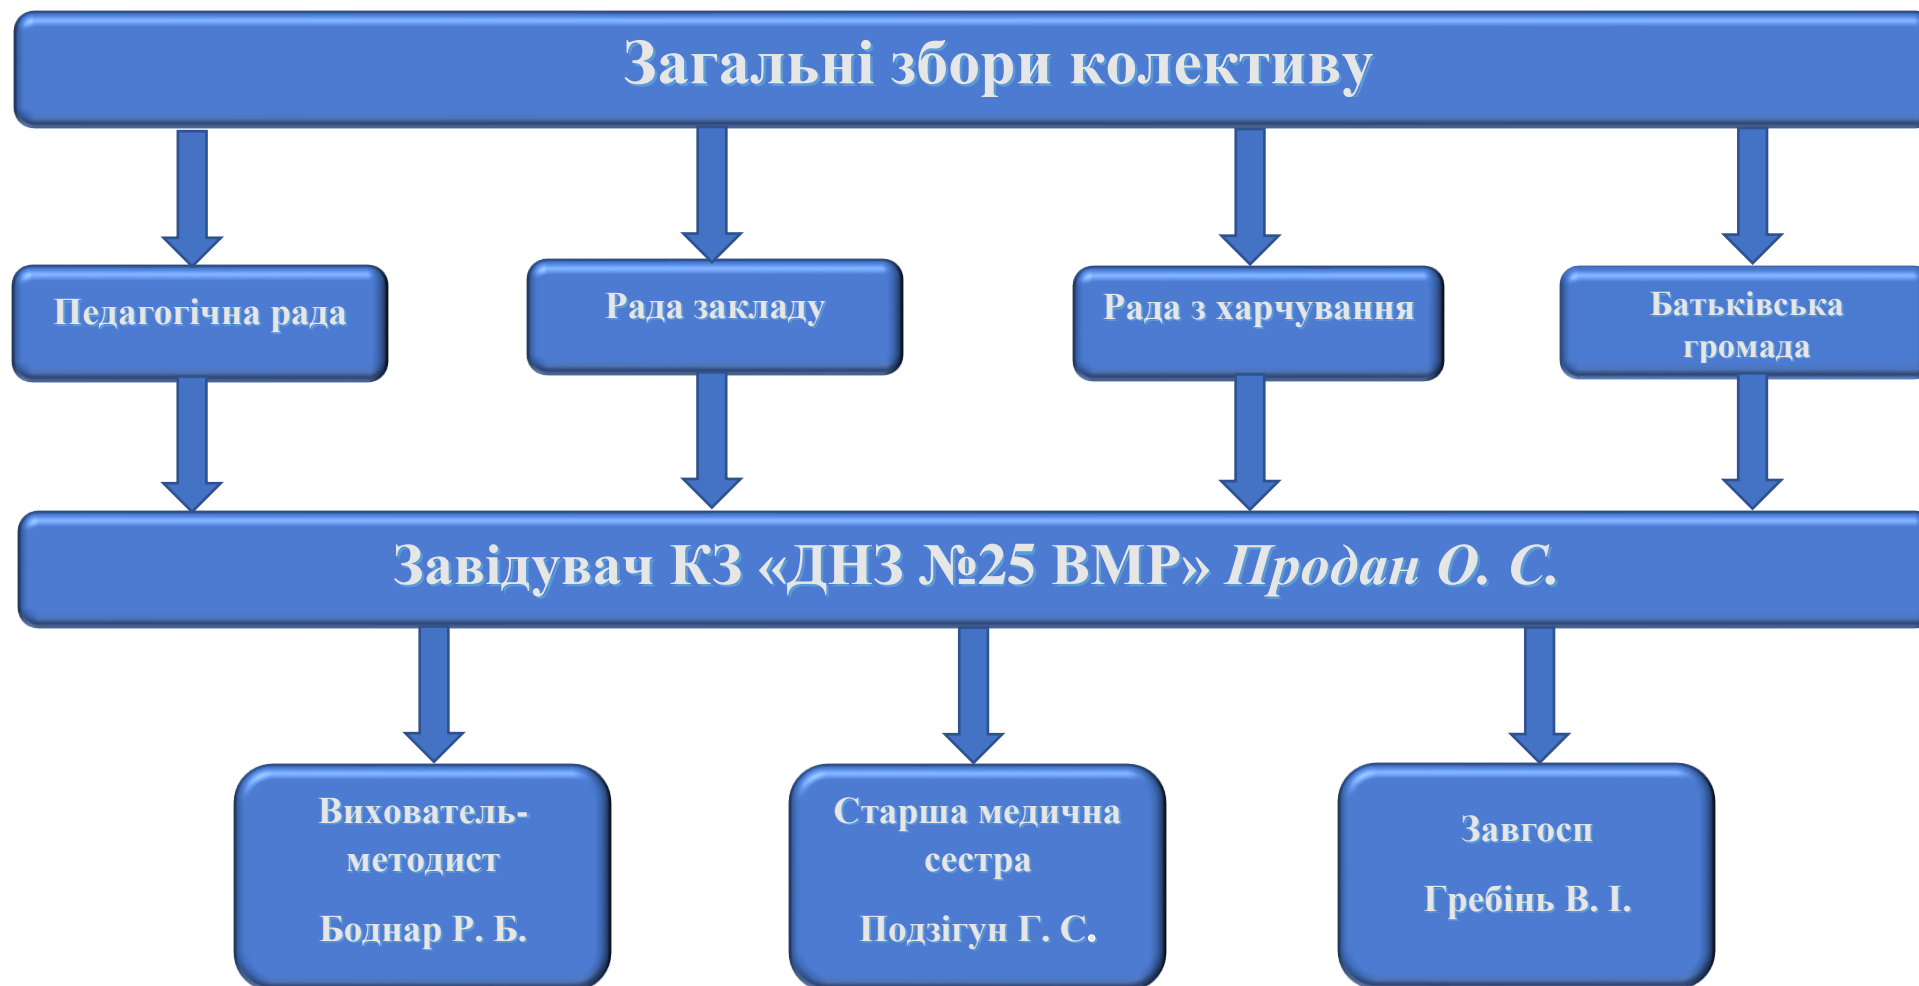 Загальні збори колективу
Педагогічна рада
Рада закладу
Рада з харчування
Батьківська
громада
Завідувач КЗ «ДНЗ №25 ВМР» Продан О. С.
Вихователь-
методист
Боднар Р. Б.
Старша медична
сестра
Подзігун Г. С.
Завгосп
Гребінь В. І.